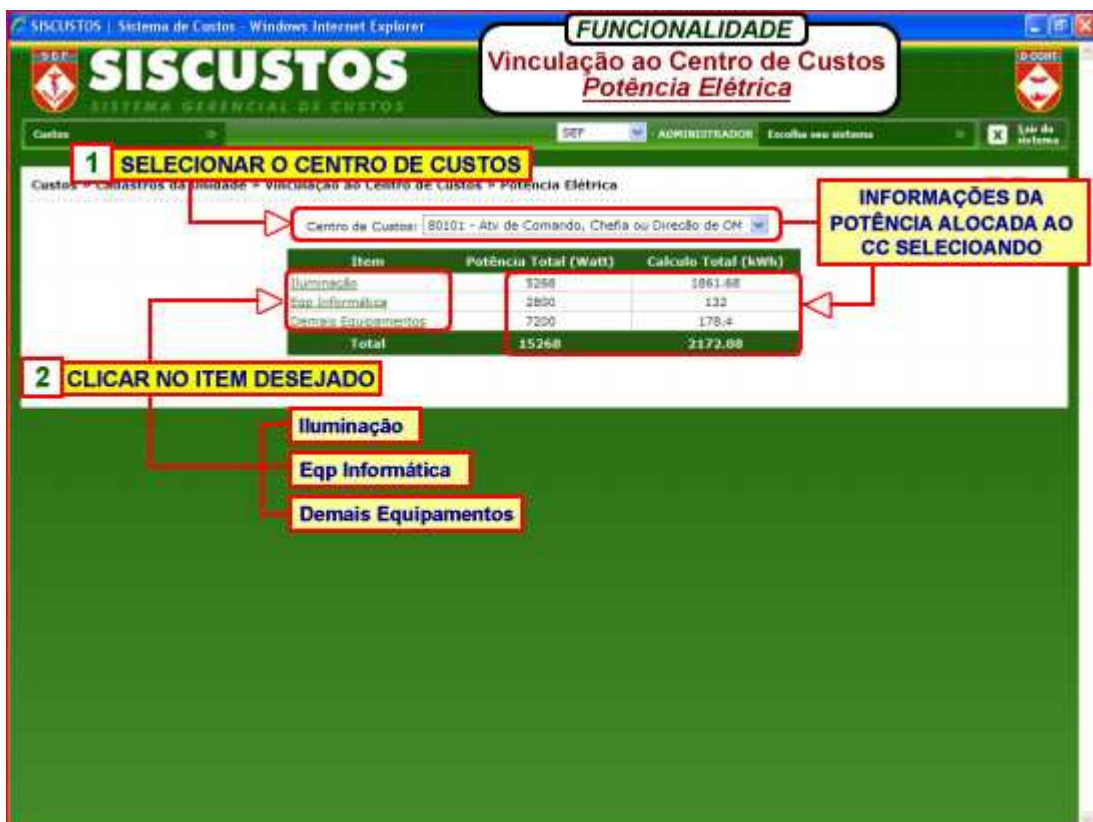 SISCUSTOS | Sistema de Custos - Windows Internet Explorer
FUNCIONALIDADE
Vinculação ao Centro de Custos
Potência Elétrica
SEF
SISCUSTOS
SISTEMA GERENCIAL DE CUSTOS
D-CONT
Custos
SEF
ADMINISTRADOR
Escolha seu sistema
X
Sair do
sistema
1 SELECIONAR O CENTRO DE CUSTOS
Custos » Cadastros da Unidade » Vinculação ao Centro de Custos » Potência Elétrica
Centro de Custos: 80101 - Atv de Comando, Chefia ou Direcão de OM
INFORMAÇÕES DA
POTÊNCIA ALOCADA AO
CC SELECIOANDO
Item Potência Total (Watt) Calculo Total (kWh)
Iluminação 5268 1861.68
Eqp Informática 2800 132
Demais Equipamentos 7200 178.4
Total 15268 2172.08
2 CLICAR NO ITEM DESEJADO
Iluminação
Eqp Informática
Demais Equipamentos